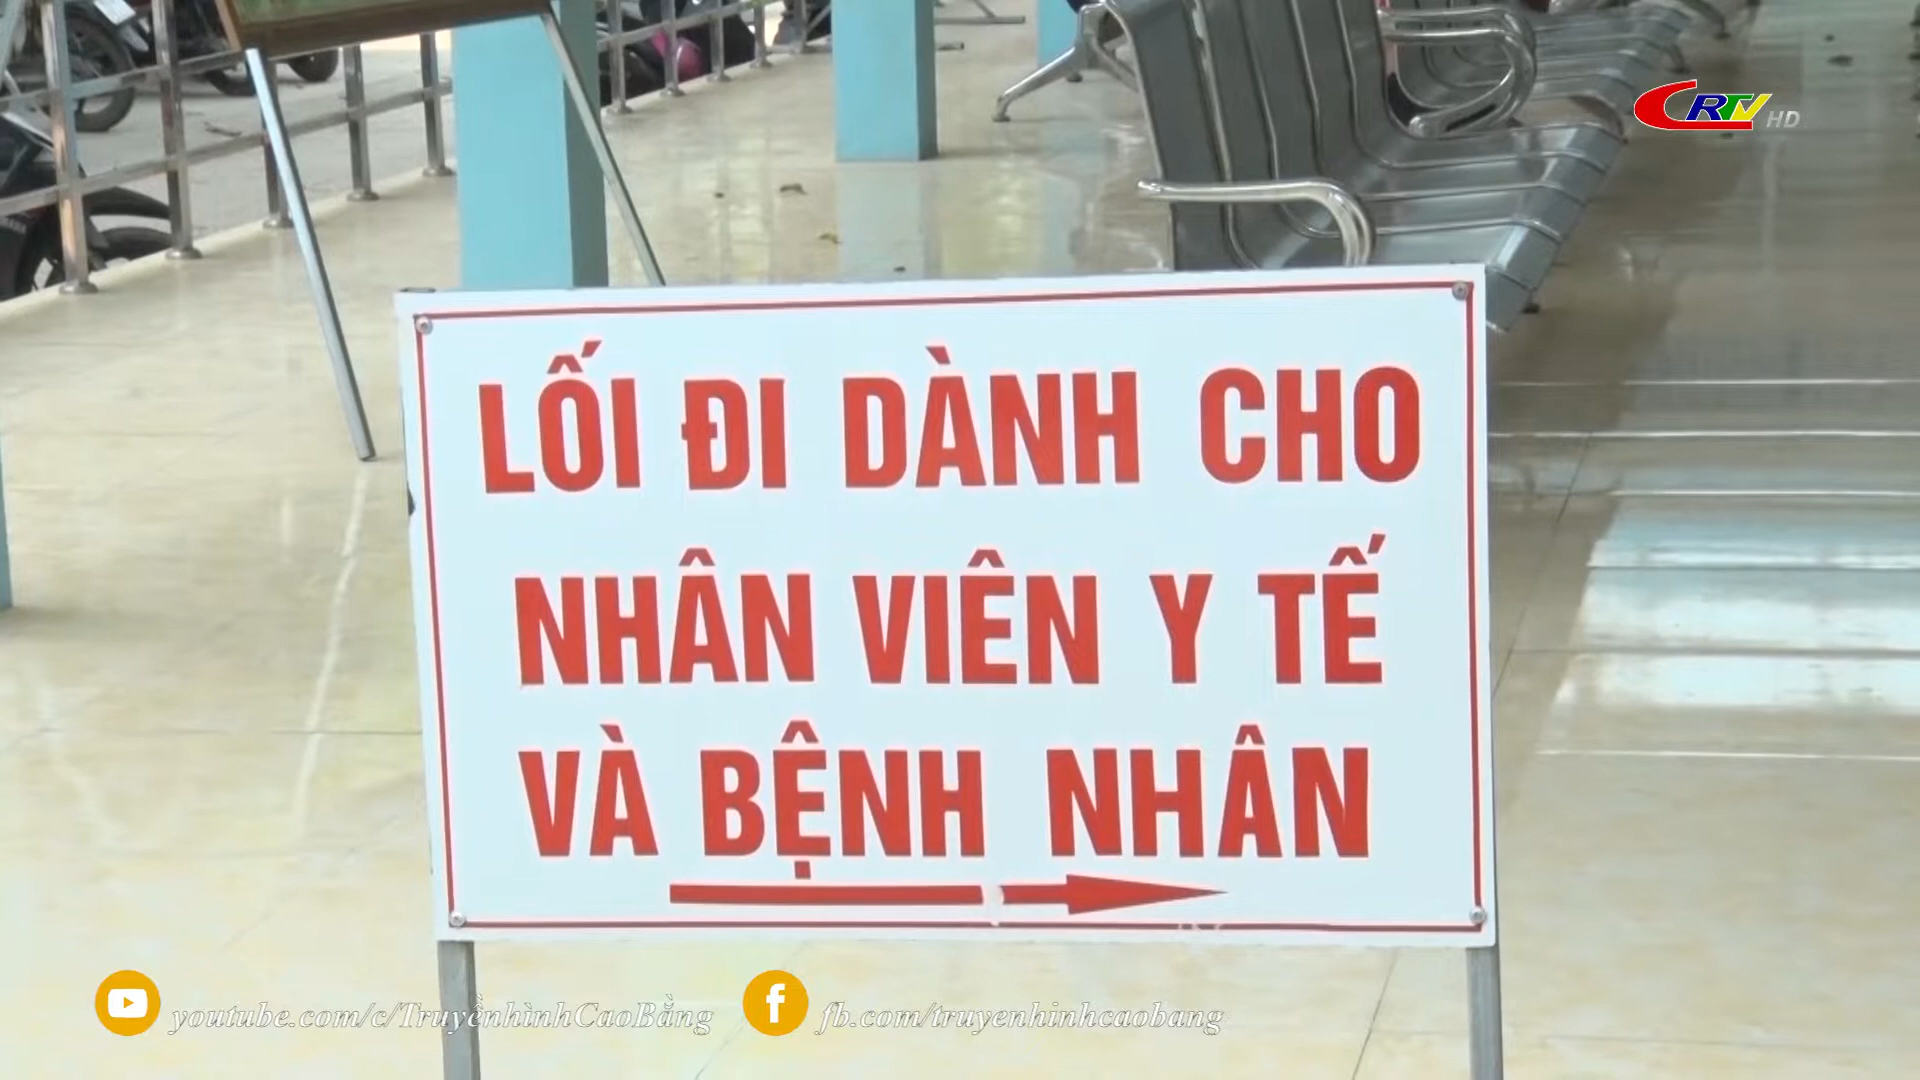 CRTV HD
LỐI ĐI DÀNH CHO
NHÂN VIÊN Y TẾ
VÀ BỆNH NHÂN
youtube.com/c/TruyềnhìnhCaoBằng
fb.com/truyenhinhcaobang